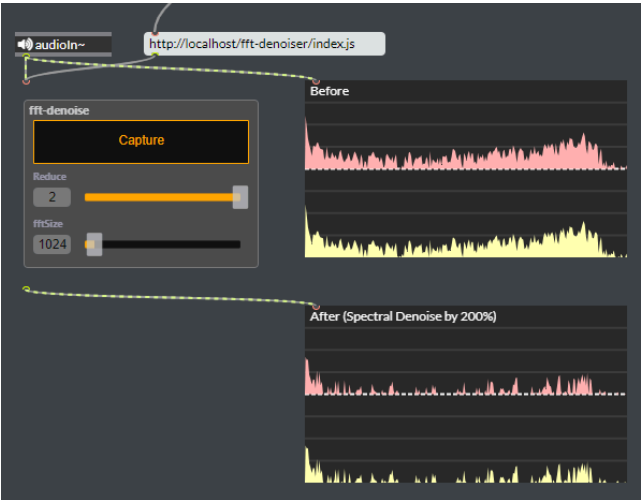 audioIn~
http://localhost/fft-denoiser/index.js
Before
fft-denoise
Capture
Reduce
2
fftSize
1024
After (Spectral Denoise by 200%)